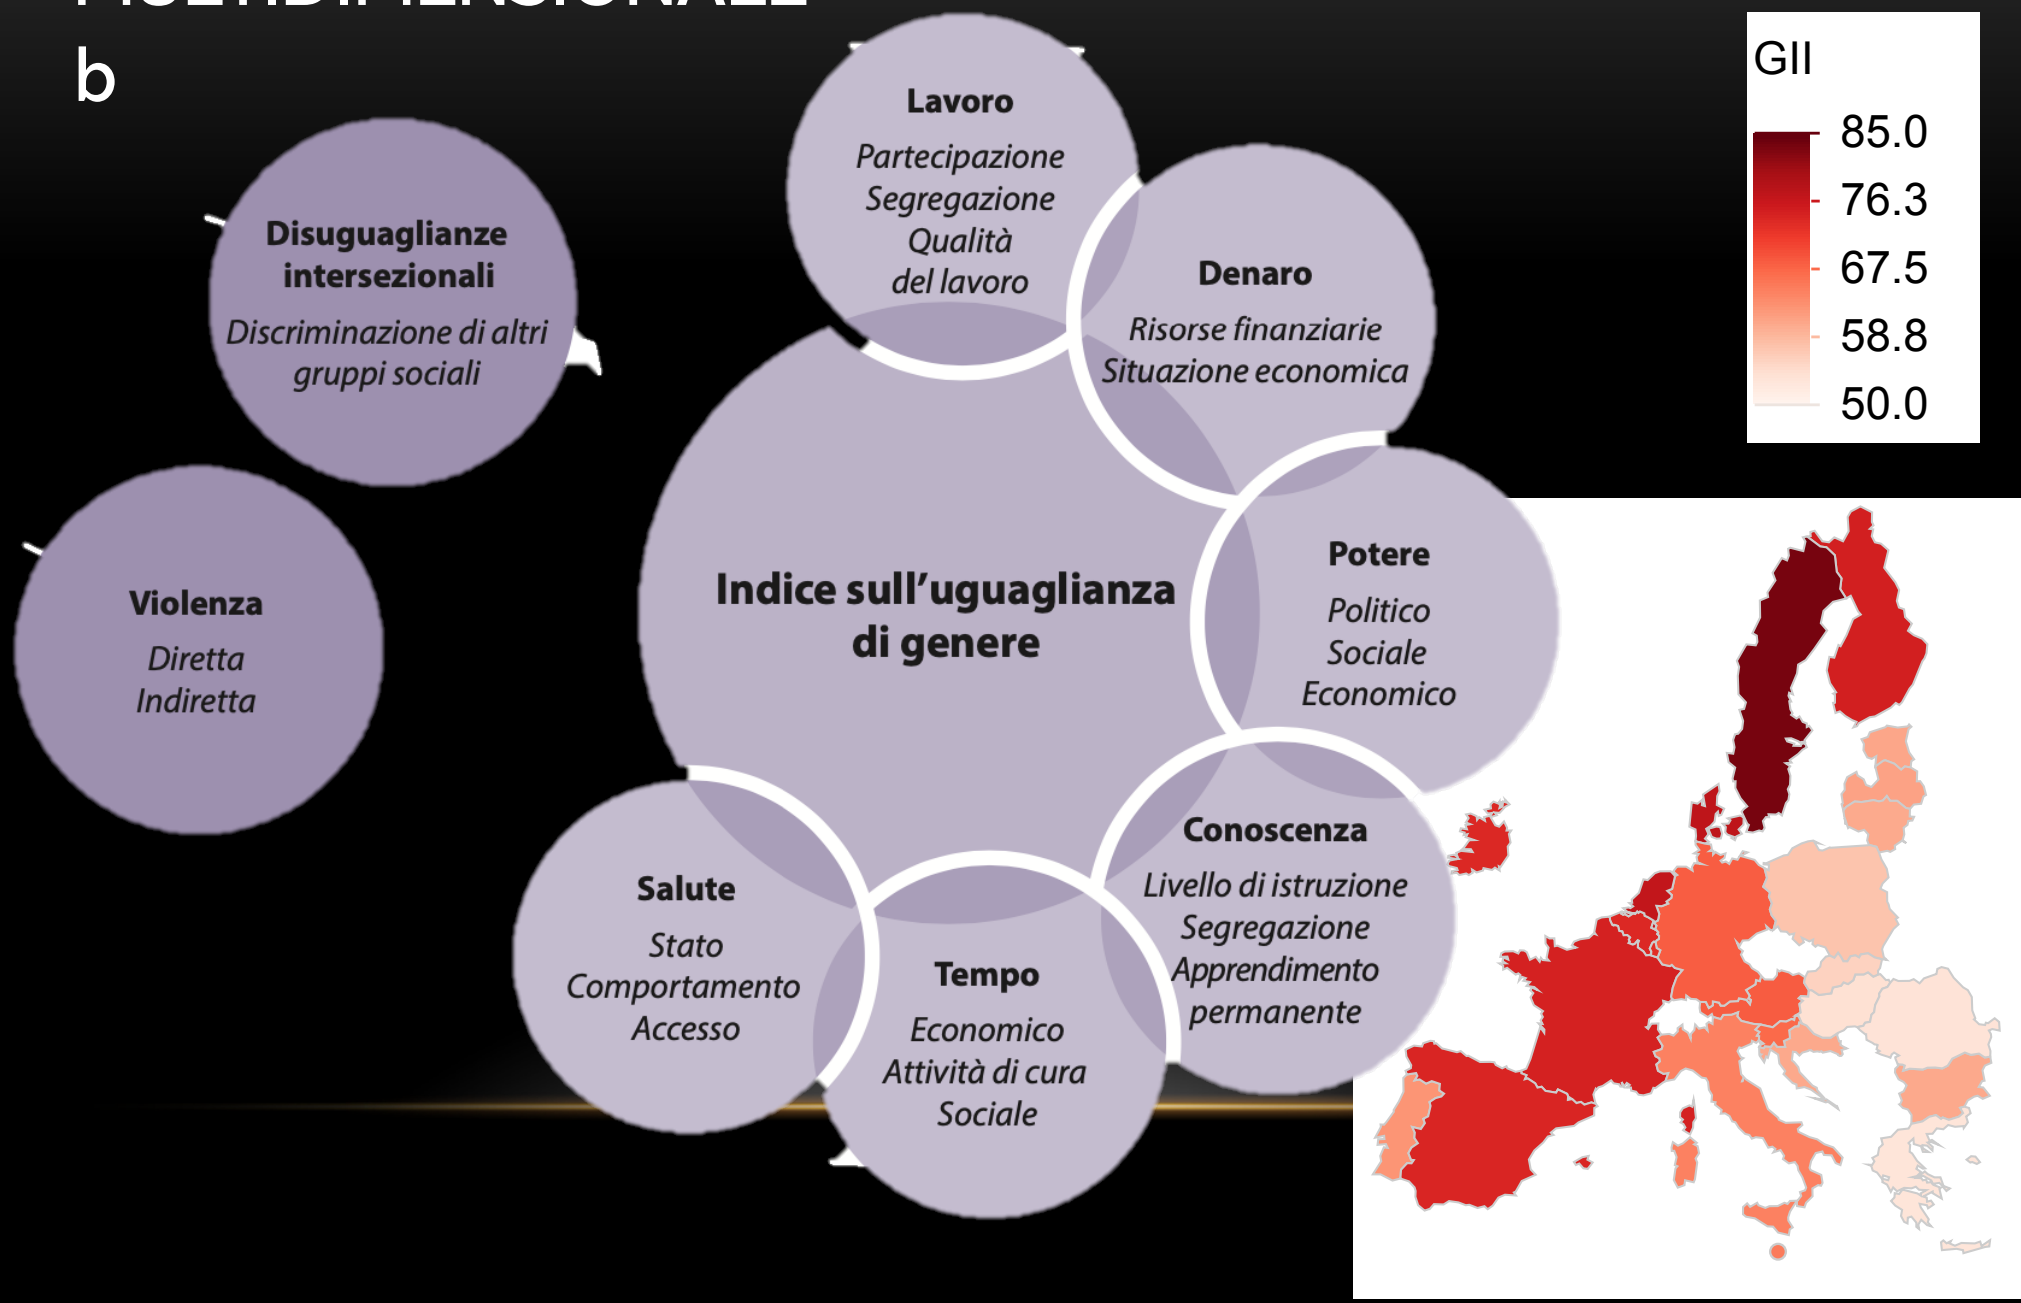 MULTIDIMENSIONALE
b
Lavoro
Partecipazione
Segregazione
Qualità
del lavoro
Denaro
Risorse finanziarie
Situazione economica
Potere
Politico
Sociale
Economico
Conoscenza
Livello di istruzione
Segregazione
Apprendimento
permanente
Tempo
Economico
Attività di cura
Sociale
Salute
Stato
Comportamento
Accesso
Indice sull’uguaglianza
di genere
Disuguaglianze
intersezionali
Discriminazione di altri
gruppi sociali
Violenza
Diretta
Indiretta
GII
85.0
76.3
67.5
58.8
50.0